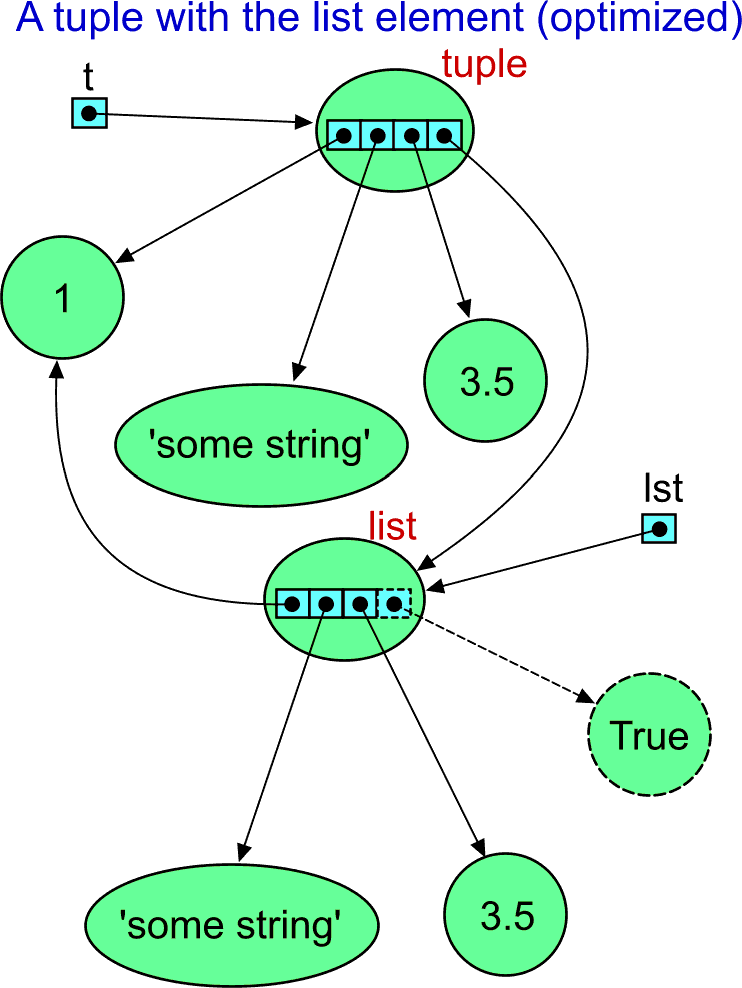 A tuple with the list element (optimized)
tuple
t
1
3.5
'some string'
lst
list
True
'some string'
3.5